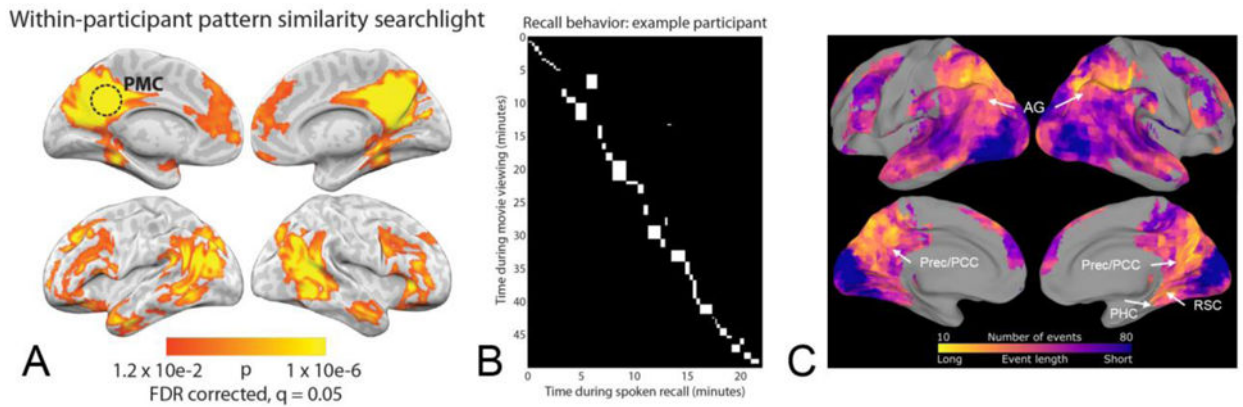 Within-participant pattern similarity searchlight
PMC
A
1.2 x 10e-2 p 1 x 10e-6
FDR corrected, q = 0.05
Recall behavior: example participant
Time during movie viewing (minutes)
0
5
10
15
20
25
30
35
40
45
0 5 10 15 20
Time during spoken recall (minutes)
B
AG
Prec/PCC
Prec/PCC
RSC
PHC
10 Number of events 80
Long Event length Short
C